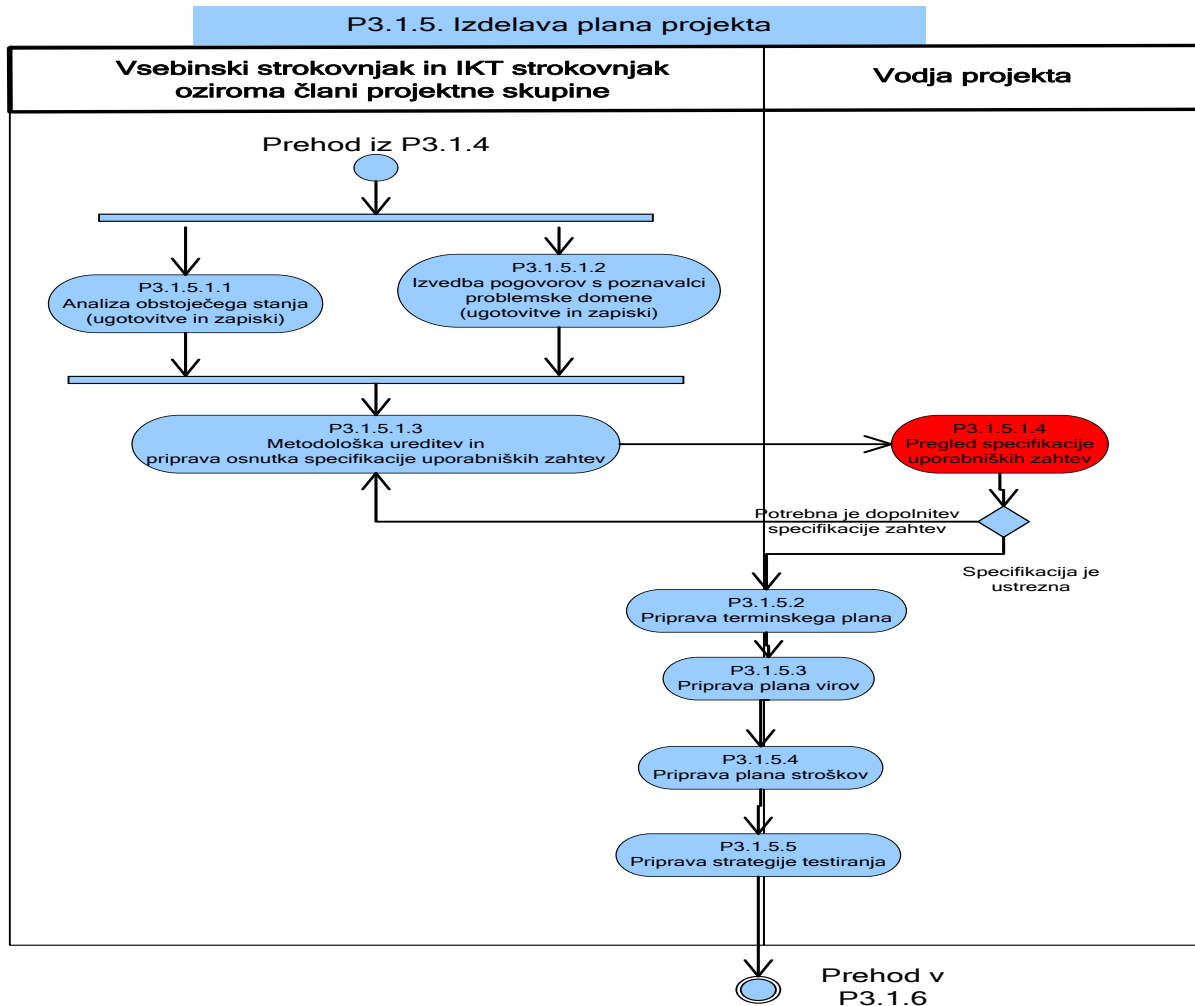 P3.1.5. Izdelava plana projekta
Vsebinski strokovnjak in IKT strokovnjak
oziroma člani projektne skupine
Vodja projekta
Prehod iz P3.1.4
P3.1.5.1.1
Analiza obstoječega stanja
(ugotovitve in zapiski)
P3.1.5.1.2
Izvedba pogovorov s poznavalci
problemske domene
(ugotovitve in zapiski)
P3.1.5.1.3
Metodološka ureditev in
priprava osnutka specifikacije uporabniških zahtev
P3.1.5.1.4
Pregled specifikacije
uporabniških zahtev
Potrebna je dopolnitev
specifikacije zahtev
Specifikacija je
ustrezna
P3.1.5.2
Priprava terminskega plana
P3.1.5.3
Priprava plana virov
P3.1.5.4
Priprava plana stroškov
P3.1.5.5
Priprava strategije testiranja
Prehod v
P3.1.6